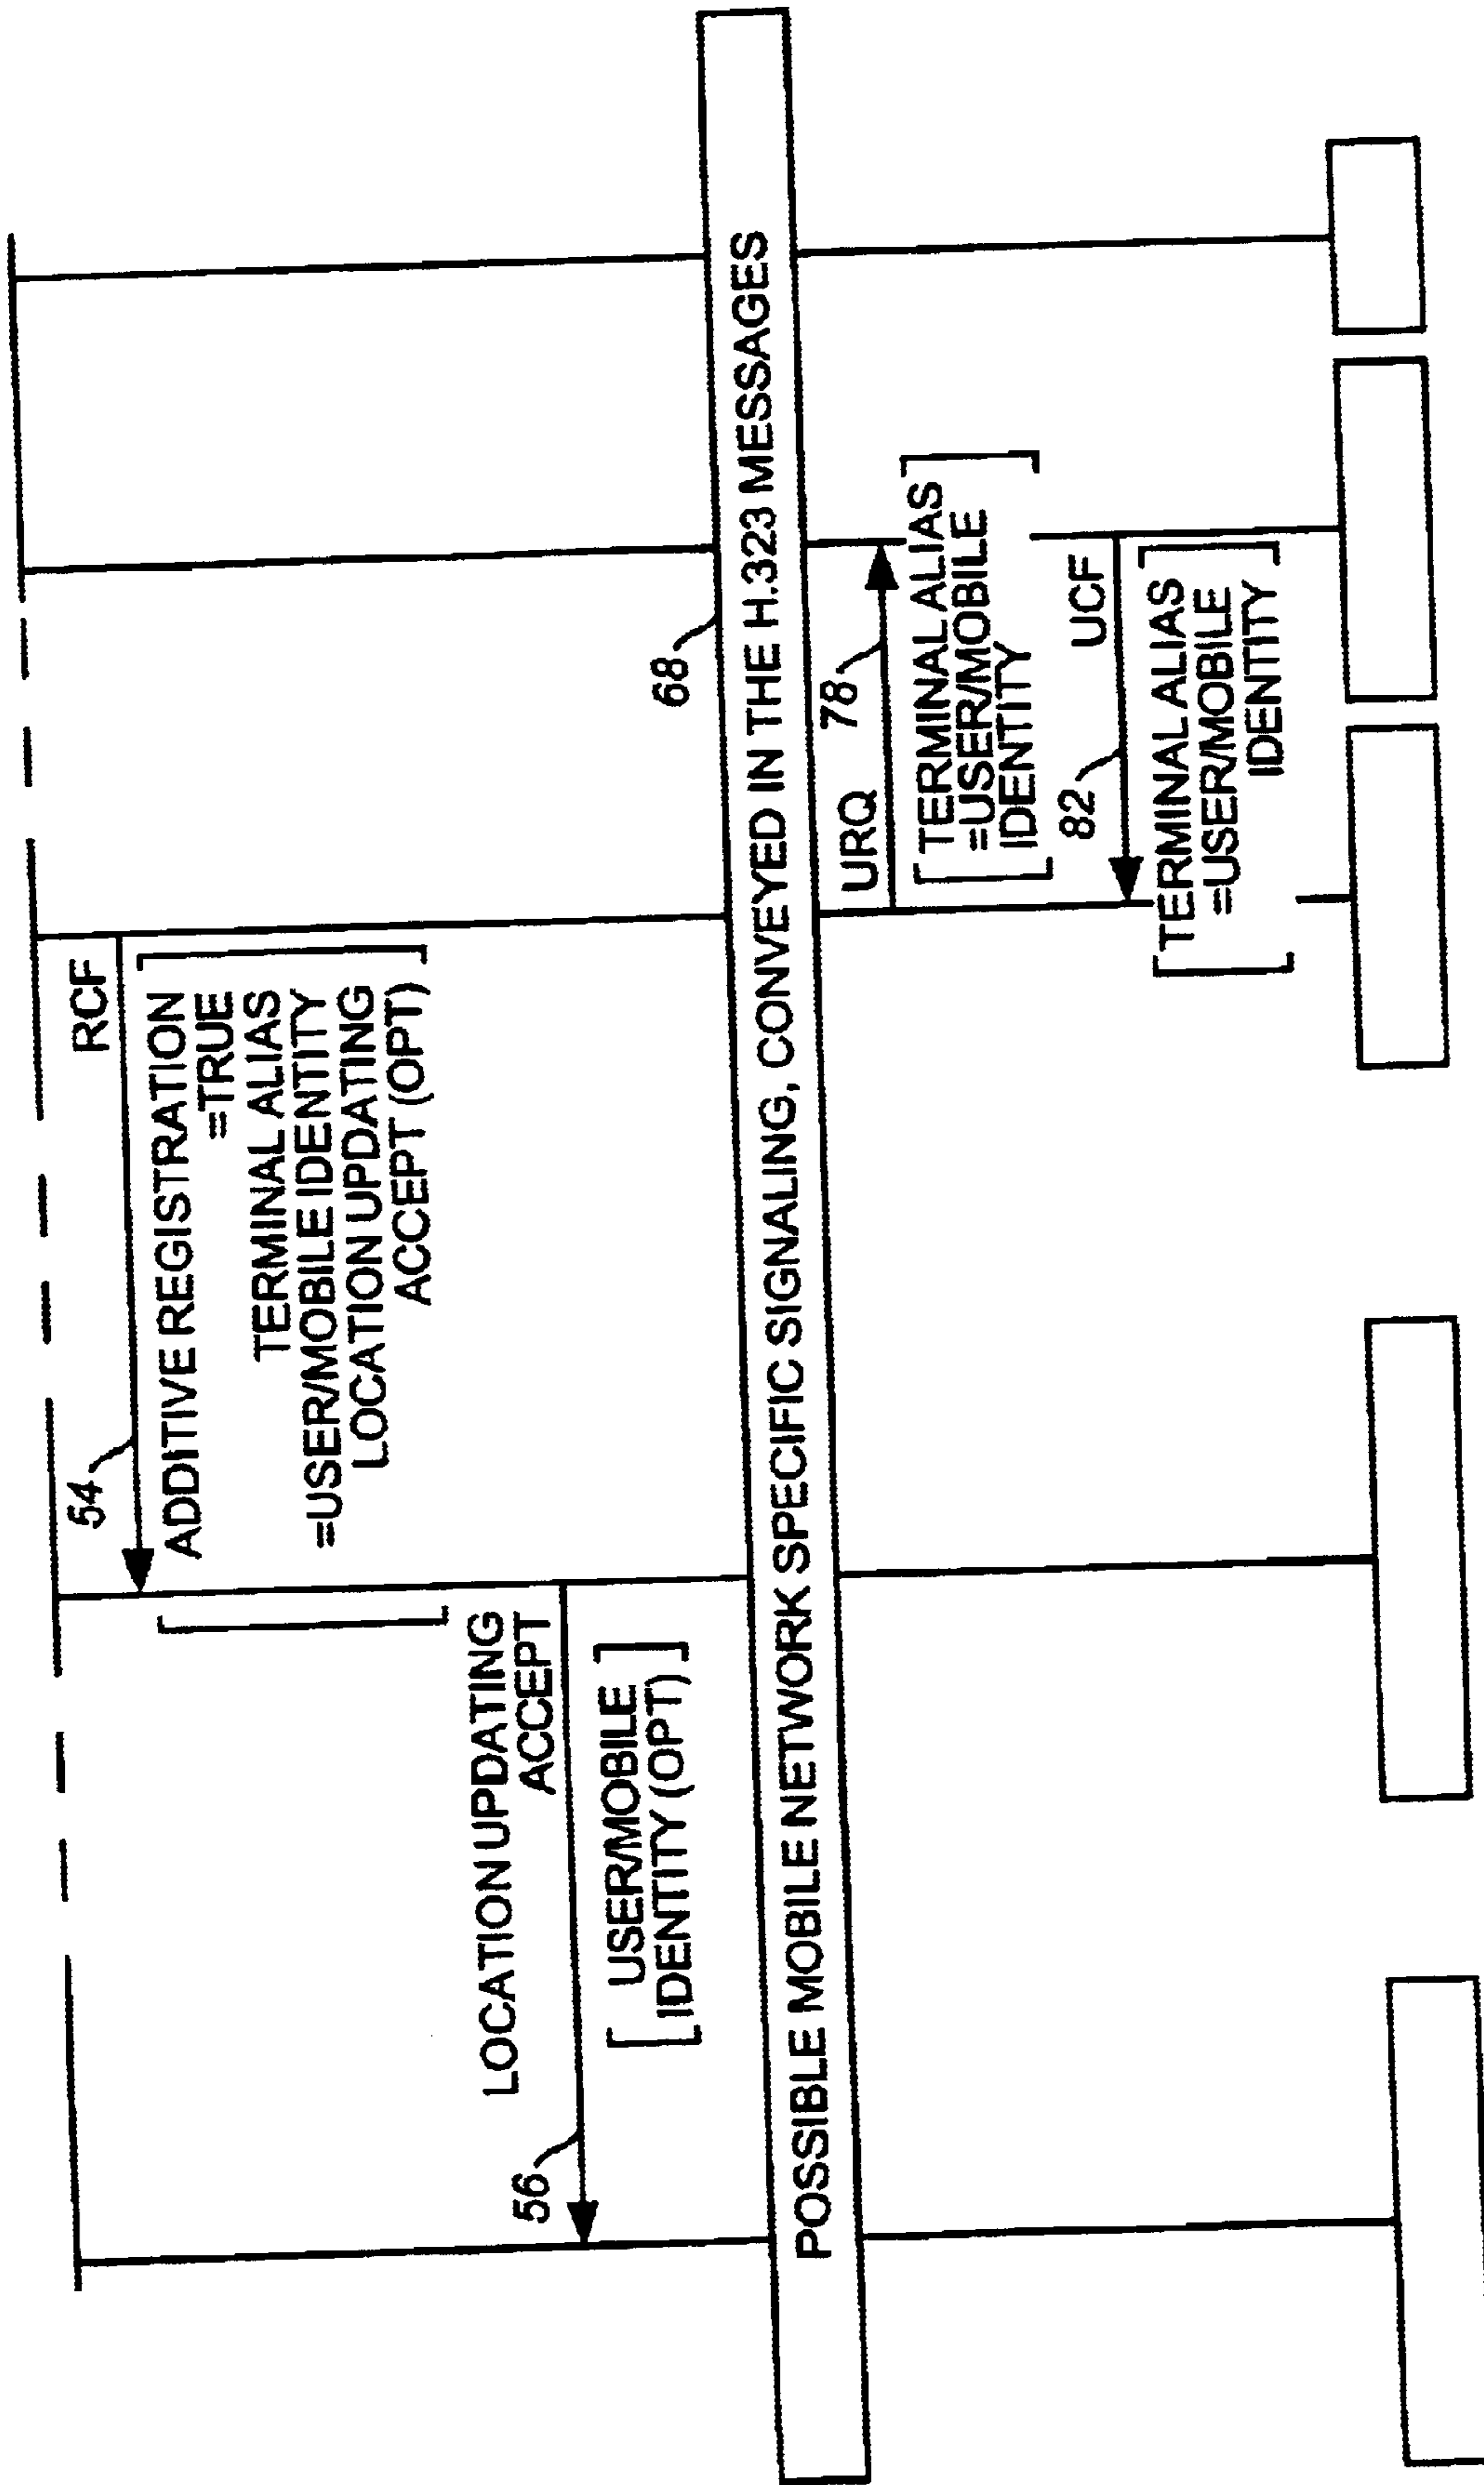 RCF
54
ADDITIVE REGISTRATION
=TRUE
TERMINAL ALIAS
=USER/MOBILE IDENTITY
LOCATION UPDATING
ACCEPT (OPT)
LOCATION UPDATING
ACCEPT
56
USER/MOBILE
IDENTITY (OPT)
68
POSSIBLE MOBILE NETWORK SPECIFIC SIGNALING, CONVEYED IN THE H.323 MESSAGES
URQ
78
TERMINAL ALIAS
=USER/MOBILE
IDENTITY
UCF
82
TERMINAL ALIAS
=USER/MOBILE
IDENTITY